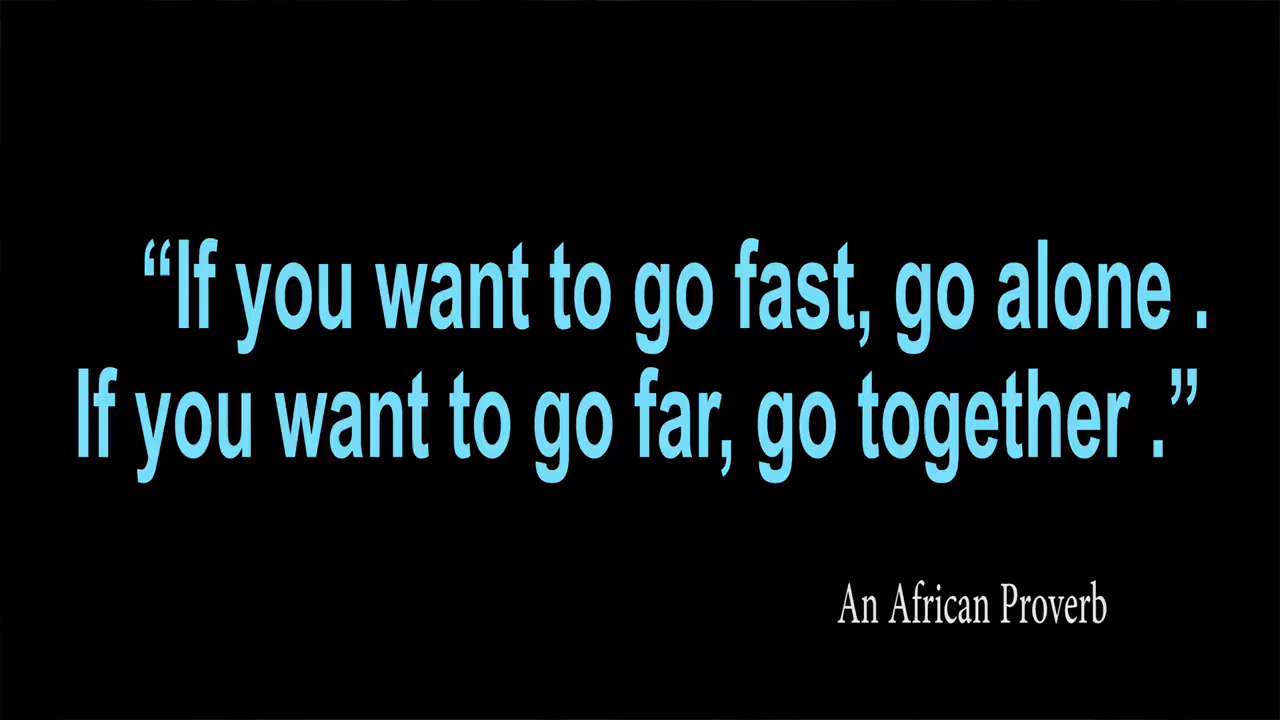 “If you want to go fast, go alone .
If you want to go far, go together .”
An African Proverb